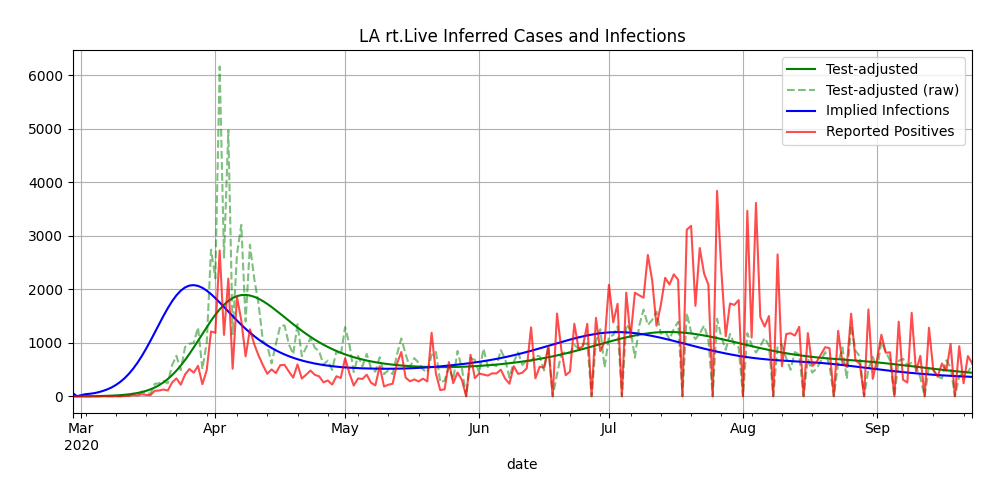 LA rt.Live Inferred Cases and Infections
Test-adjusted
Test-adjusted (raw)
Implied Infections
Reported Positives
6000
5000
4000
3000
2000
1000
0
Mar Apr May Jun Jul Aug Sep
2020
date